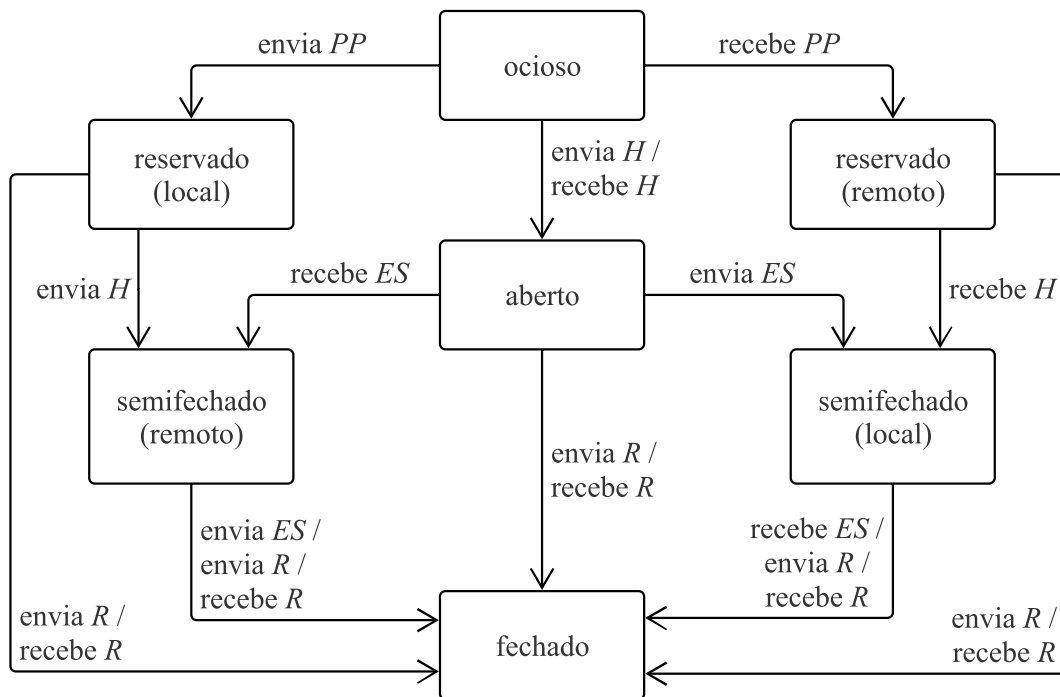 envia PP
ocioso
recebe PP
reservado
(local)
envia H /
recebe H
reservado
(remoto)
envia H
recebe ES
aberto
envia ES
recebe H
semifechado
(remoto)
semifechado
(local)
envia R /
recebe R
envia ES /
envia R /
recebe R
recebe ES /
envia R /
recebe R
envia R /
recebe R
fechado
envia R /
recebe R